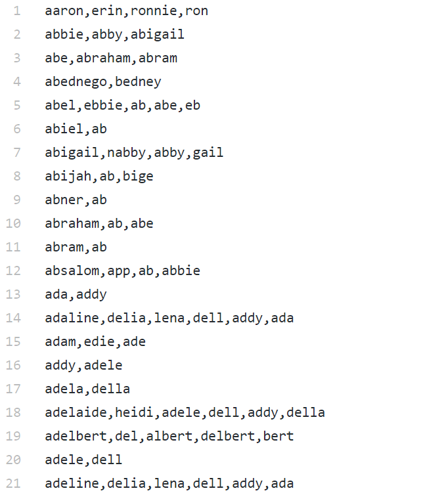 1 aaron,erin,ronnie,ron
2 abbie,abby,abigail
3 abe,abraham,abram
4 abednego,bedney
5 abel,ebbie,ab,abe,eb
6 abiel,ab
7 abigail,nabby,abby,gail
8 abijah,ab,bige
9 abner,ab
10 abraham,ab,abe
11 abram,ab
12 absalom,app,ab,abbie
13 ada,addy
14 adaline,delia,lena,dell,addy,ada
15 adam,edie,ade
16 addy,adele
17 adela,della
18 adelaide,heidi,adele,dell,addy,della
19 adelbert,del,albert,delbert,bert
20 adele,dell
21 adeline,delia,lena,dell,addy,ada